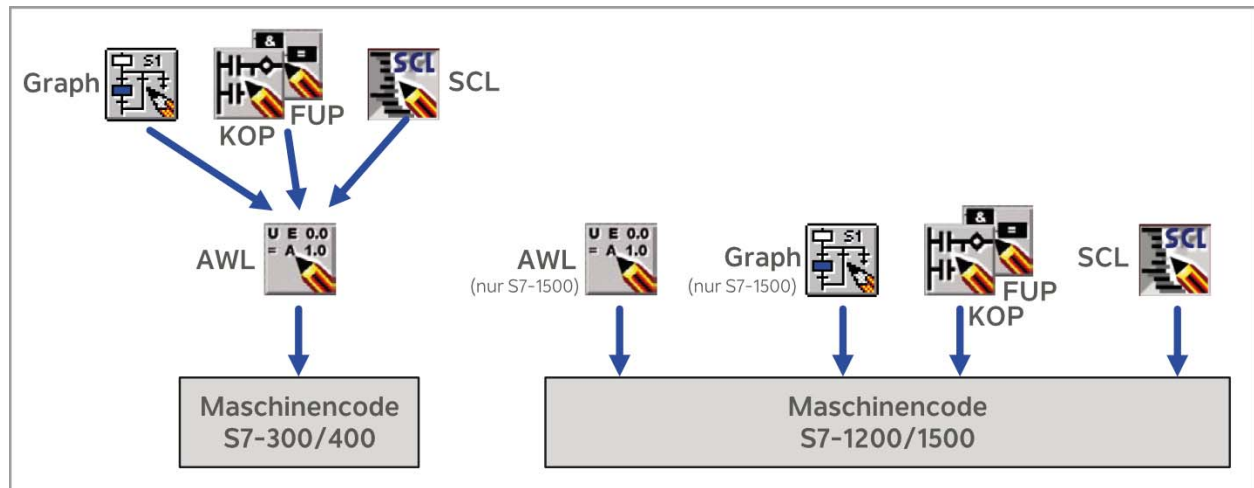 Graph
S1
&
=
KOP
FUP
SCL
SCL
AWL
U E 0.0
= A 1.0
Maschinencode
S7-300/400
AWL
(nur S7-1500)
U E 0.0
= A 1.0
Graph
(nur S7-1500)
S1
&
=
FUP
KOP
SCL
SCL
Maschinencode
S7-1200/1500